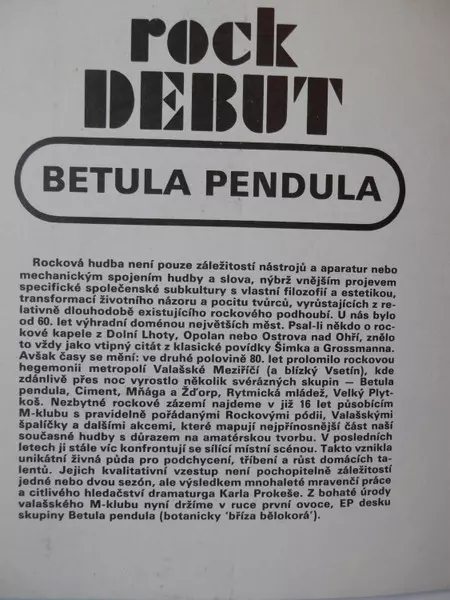 rock
DEBUT
BETULA PENDULA
Rocková hudba není pouze záležitostí nástrojů a aparatur nebo
mechanickým spojením hudby a slova, nýbrž vnějším projevem
specifické společenské subkultury s vlastní filozofií a estetikou,
transformací životního názoru a pocitu tvůrců, vyrůstajících z re-
lativně dlouhodobě existujícího rockového podhoubí. U nás bylo
od 60. let výhradní doménou největších měst. Psal-li někdo o roc-
kové kapele z Dolní Lhoty, Opolan nebo Ostrova nad Ohří, znělo
to vždy jako vtipný citát z klasické povídky Šimka a Grossmanna.
Avšak časy se mění: ve druhé polovině 80. let prolomilo rockovou
hegemonii metropolí Valašské Meziříčí (a blízký Vsetín), kde
zdánlivě přes noc vyrostlo několik svérázných skupin — Betula
pendula, Ciment, Mňága a Žďorp, Rytmická mládež, Velký Plyt-
koš. Nezbytné rockové zázemí najdeme v již 16 let působícím
M-klubu s pravidelně pořádanými Rockovými pódii, Valašskými
špalíčky a dalšími akcemi, které mapují nejpřínosnější část naší
současné hudby s důrazem na amatérskou tvorbu. V posledních
letech ji stále víc konfrontují se sílící místní scénou. Takto vznikla
unikátní živná půda pro podchycení, tříbení a růst domácích ta-
lentů. Jejich kvalitativní vzestup není pochopitelně záležitostí
jedné nebo dvou sezón, ale výsledkem mnohaleté mravenčí práce
a citlivého hledačství dramaturga Karla Prokeše. Z bohaté úrody
valašského M-klubu nyní držíme v ruce první ovoce, EP desku
skupiny Betula pendula (botanicky 'bříza bělokorá').